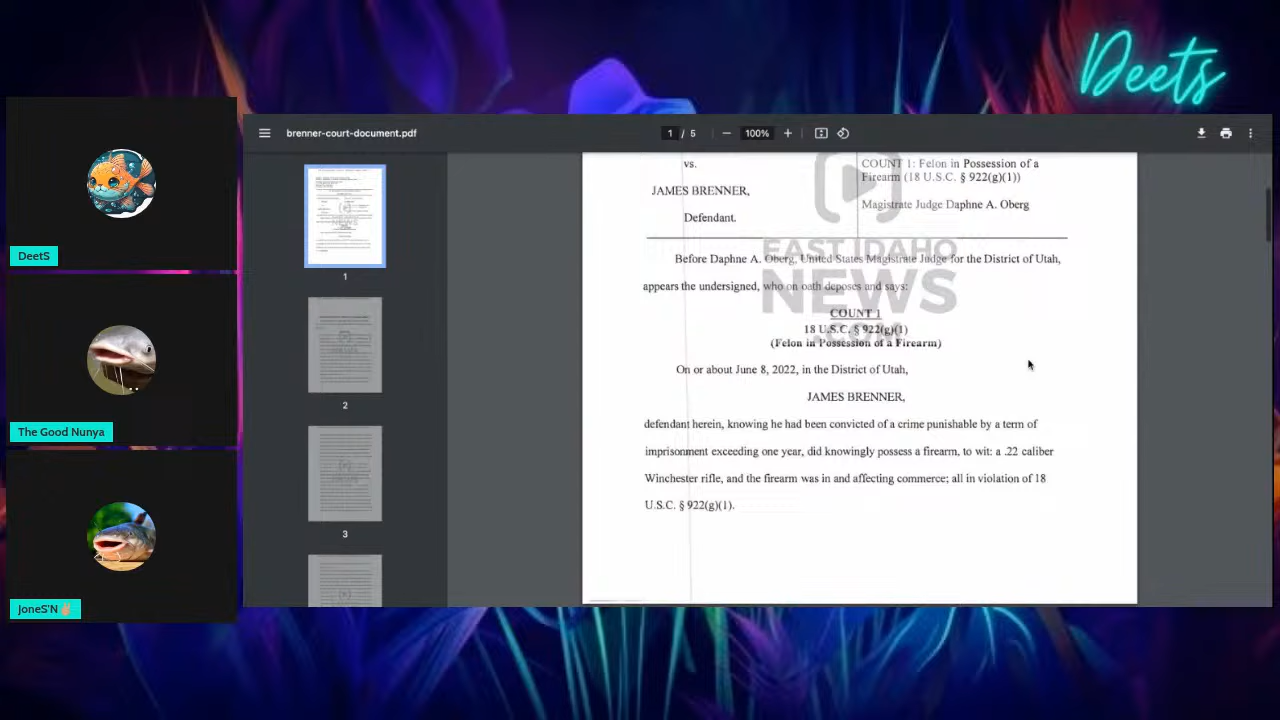 Deets
brenner-court-document.pdf
1 / 5
100%
DeetS
The Good Nunya
JoneS'N ✌🏼
1
2
3
vs.
JAMES BRENNER,
Defendant.
COUNT 1: Felon in Possession of a
Firearm (18 U.S.C. § 922(g)(1))
Magistrate Judge Daphne A. Oberg
EASTIDAHO
NEWS
Before Daphne A. Oberg, United States Magistrate Judge for the District of Utah,
appears the undersigned, who on oath deposes and says:
COUNT 1
18 U.S.C. § 922(g)(1)
(Felon in Possession of a Firearm)
On or about June 8, 2022, in the District of Utah,
JAMES BRENNER,
defendant herein, knowing he had been convicted of a crime punishable by a term of
imprisonment exceeding one year, did knowingly possess a firearm, to wit: a .22 caliber
Winchester rifle, and the firearm was in and affecting commerce; all in violation of 18
U.S.C. § 922(g)(1).